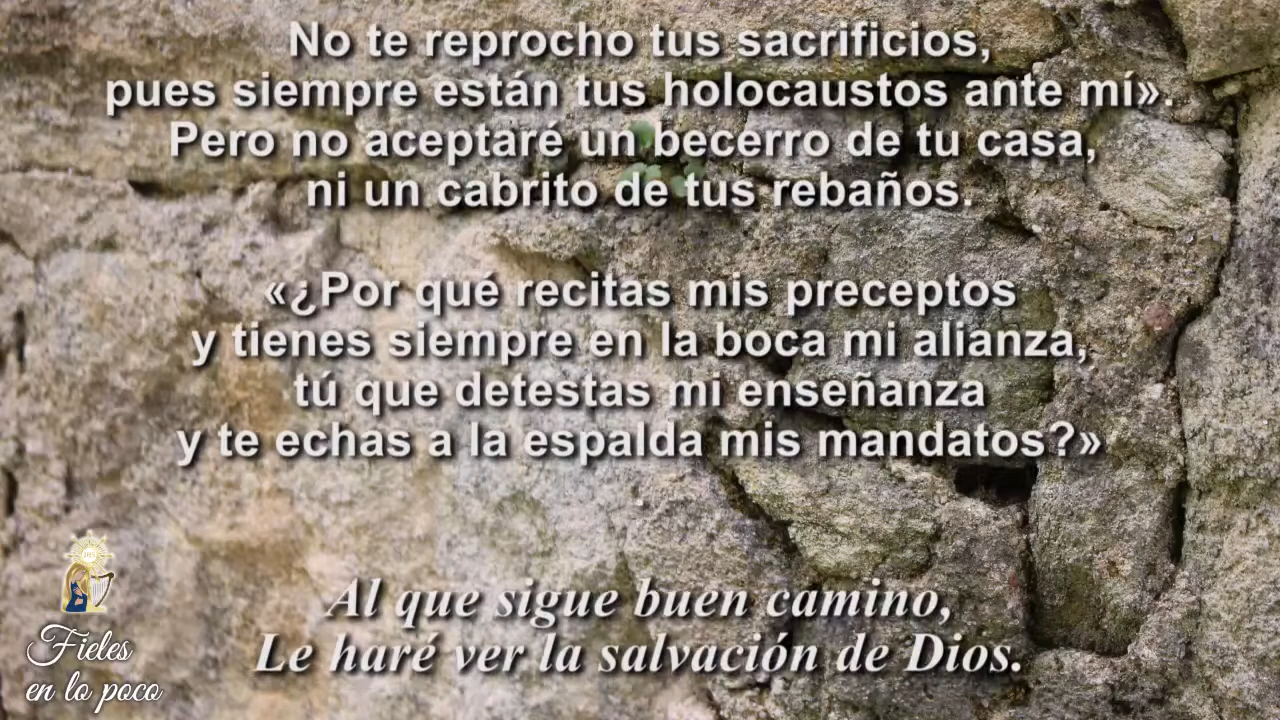 No te reprocho tus sacrificios,
pues siempre están tus holocaustos ante mí».
Pero no aceptaré un becerro de tu casa,
ni un cabrito de tus rebaños.
«¿Por qué recitas mis preceptos
y tienes siempre en la boca mi alianza,
tú que detestas mi enseñanza
y te echas a la espalda mis mandatos?»
Al que sigue buen camino,
Le haré ver la salvación de Dios.
IHS
Fieles
en lo poco